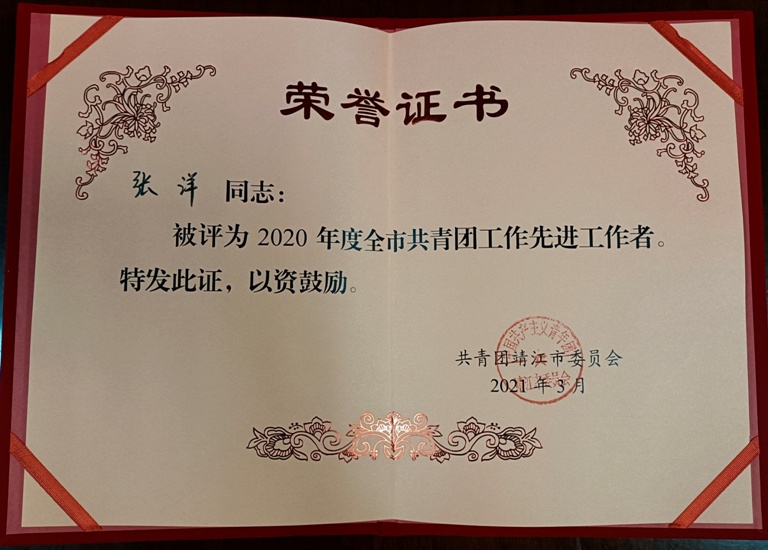 荣誉证书
张洋 同志：
被评为 2020 年度全市共青团工作先进工作者。
特发此证，以资鼓励。
共青团靖江市委员会
2021 年 3 月